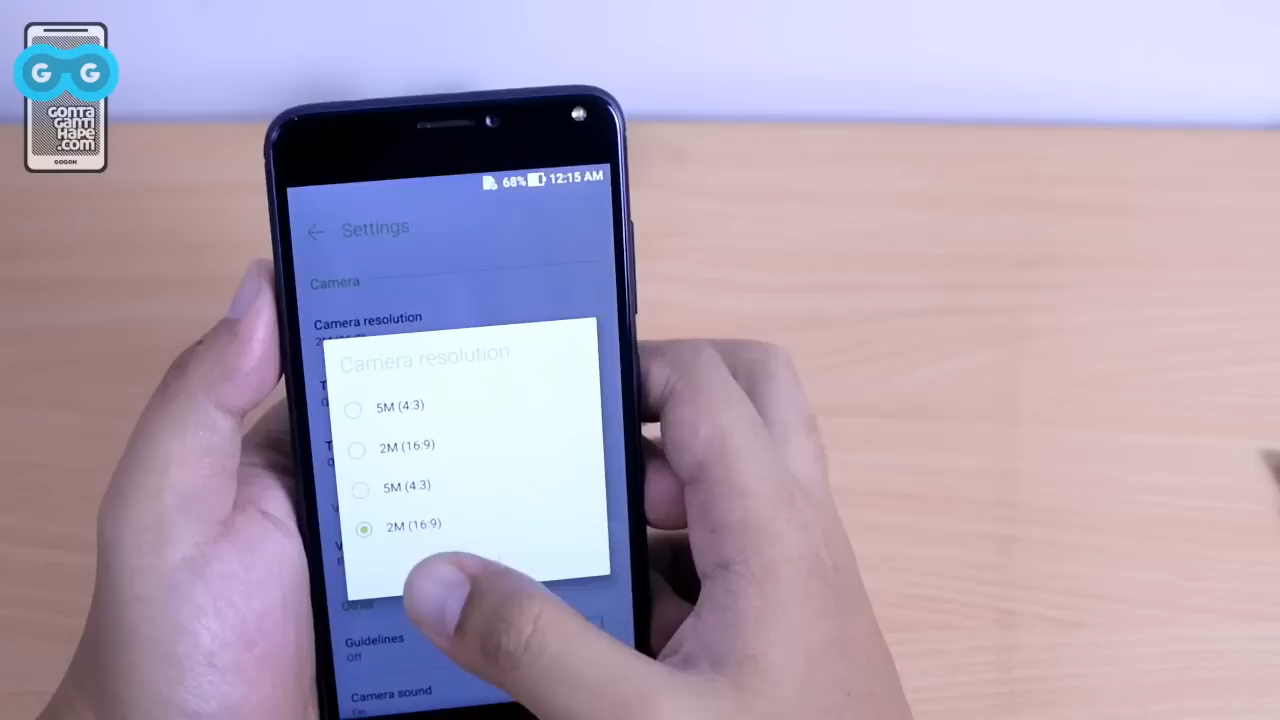 G G
GONTA
GANTI
HAPE
.com
GOGOH
68% 12:15 AM
Settings
Camera
Camera resolution
Camera resolution
5M (4:3)
2M (16:9)
5M (4:3)
2M (16:9)
Other
Guidelines
Off
Camera sound